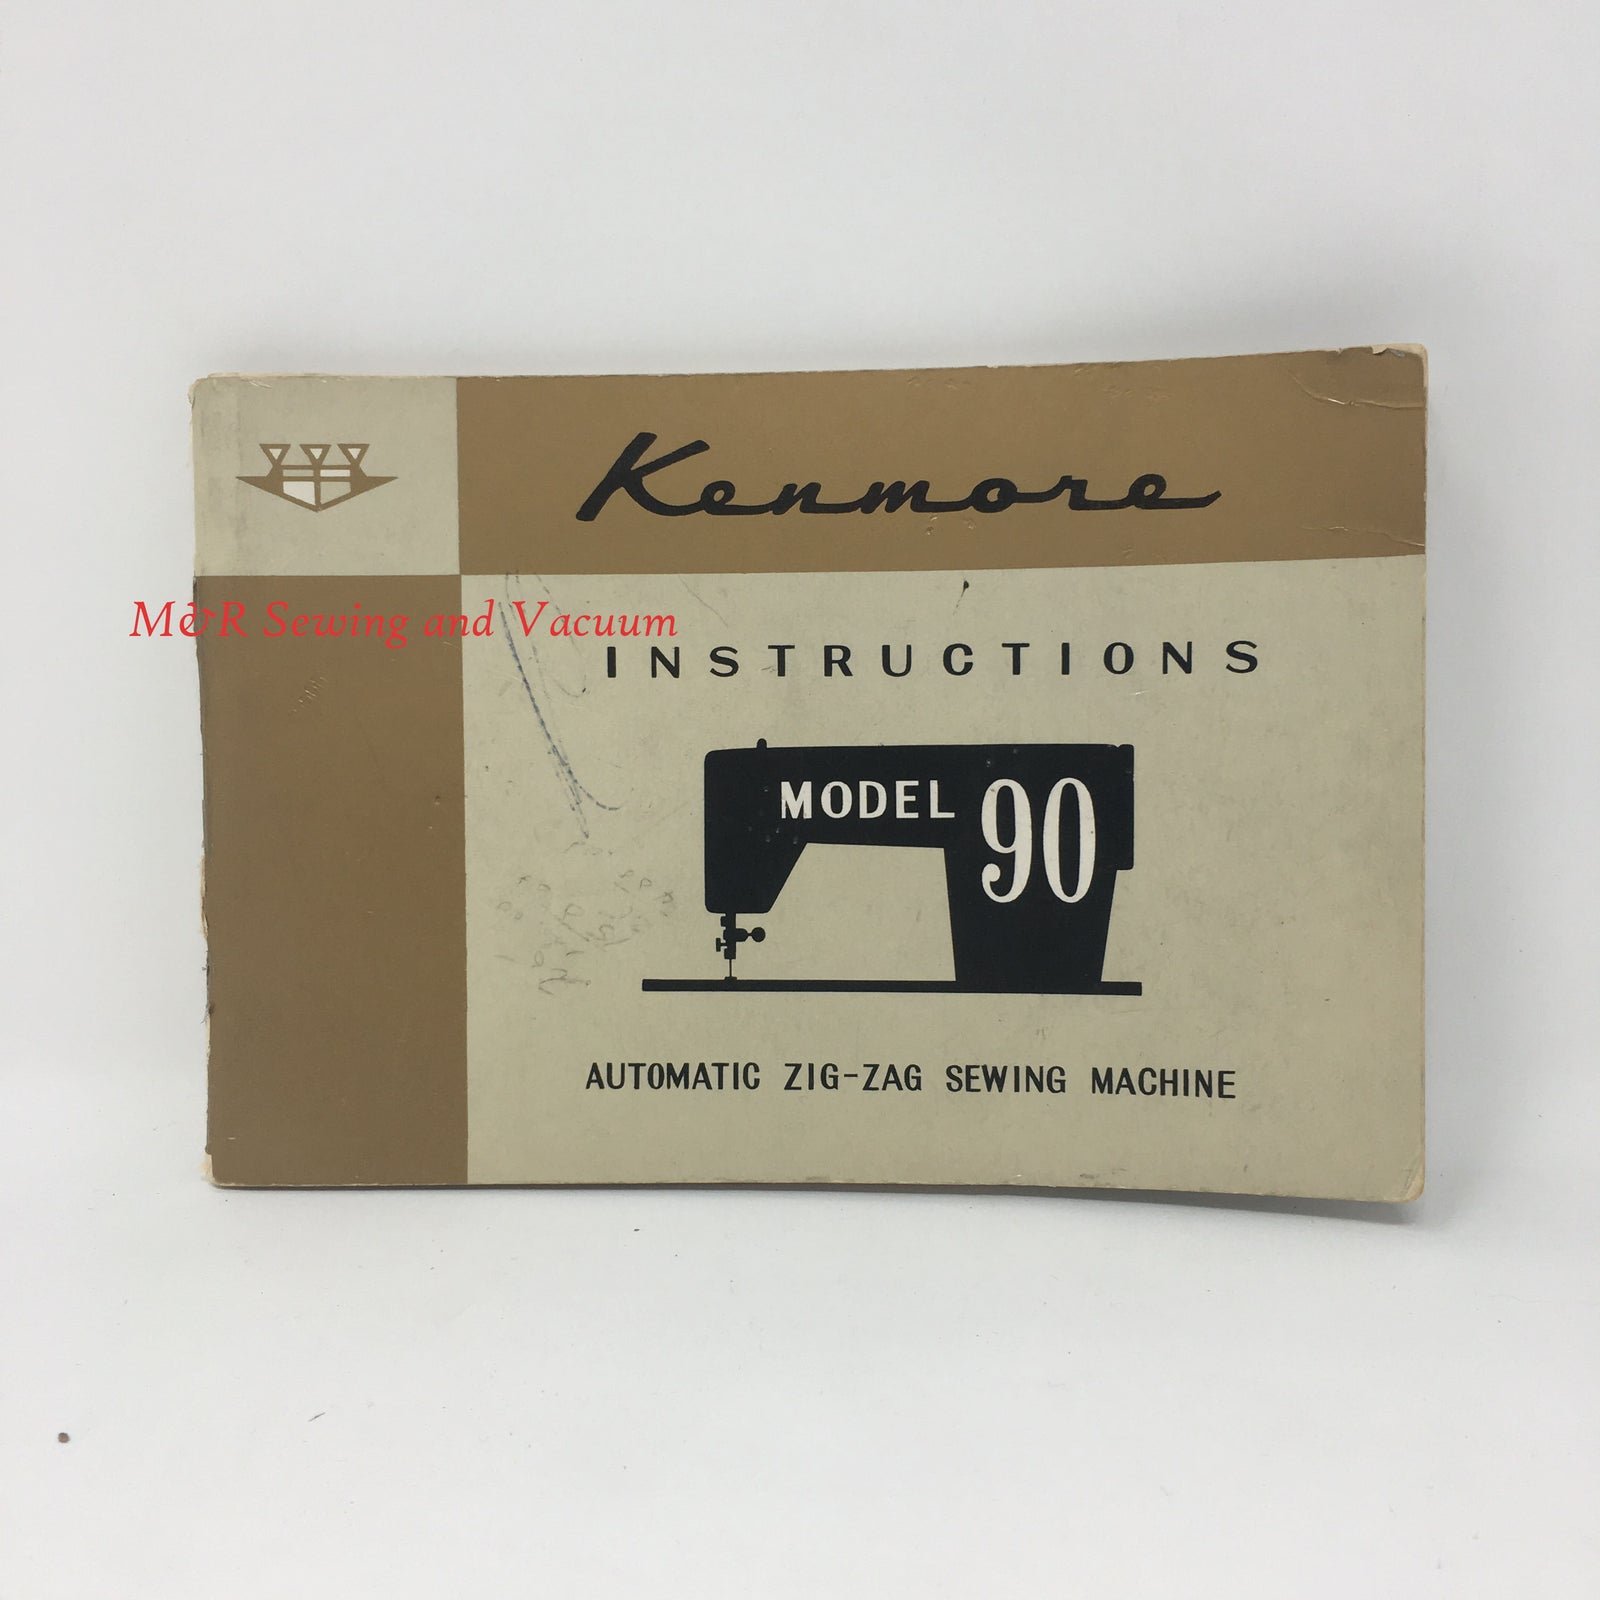 Kenmore
M&R Sewing and Vacuum
INSTRUCTIONS
MODEL 90
AUTOMATIC ZIG-ZAG SEWING MACHINE